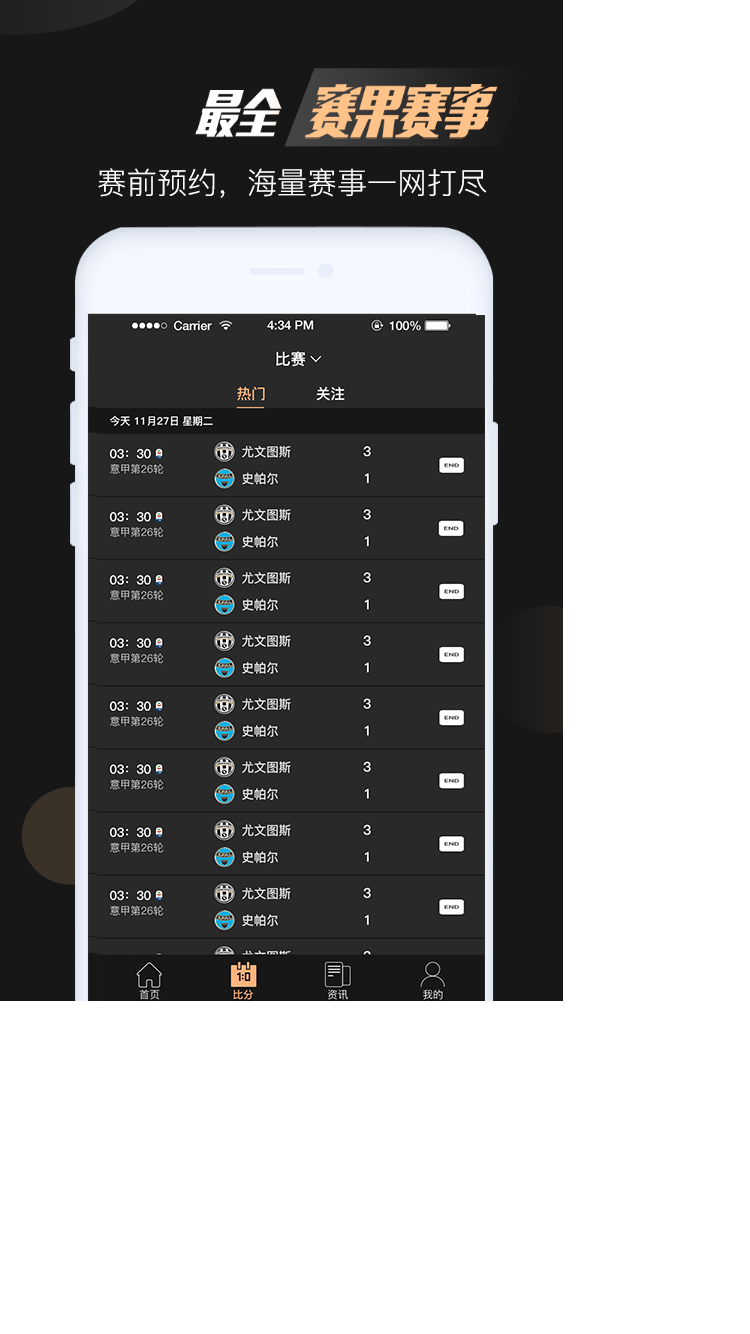 最全 赛果赛事
赛前预约，海量赛事一网打尽
Carrier 4:34 PM 100%
比赛
热门 关注
今天 11月27日 星期二
03：30 尤文图斯 3
意甲第26轮 史帕尔 1 END
03：30 尤文图斯 3
意甲第26轮 史帕尔 1 END
03：30 尤文图斯 3
意甲第26轮 史帕尔 1 END
03：30 尤文图斯 3
意甲第26轮 史帕尔 1 END
03：30 尤文图斯 3
意甲第26轮 史帕尔 1 END
03：30 尤文图斯 3
意甲第26轮 史帕尔 1 END
03：30 尤文图斯 3
意甲第26轮 史帕尔 1 END
03：30 尤文图斯 3
意甲第26轮 史帕尔 1 END
1:0
首页 比分 资讯 我的